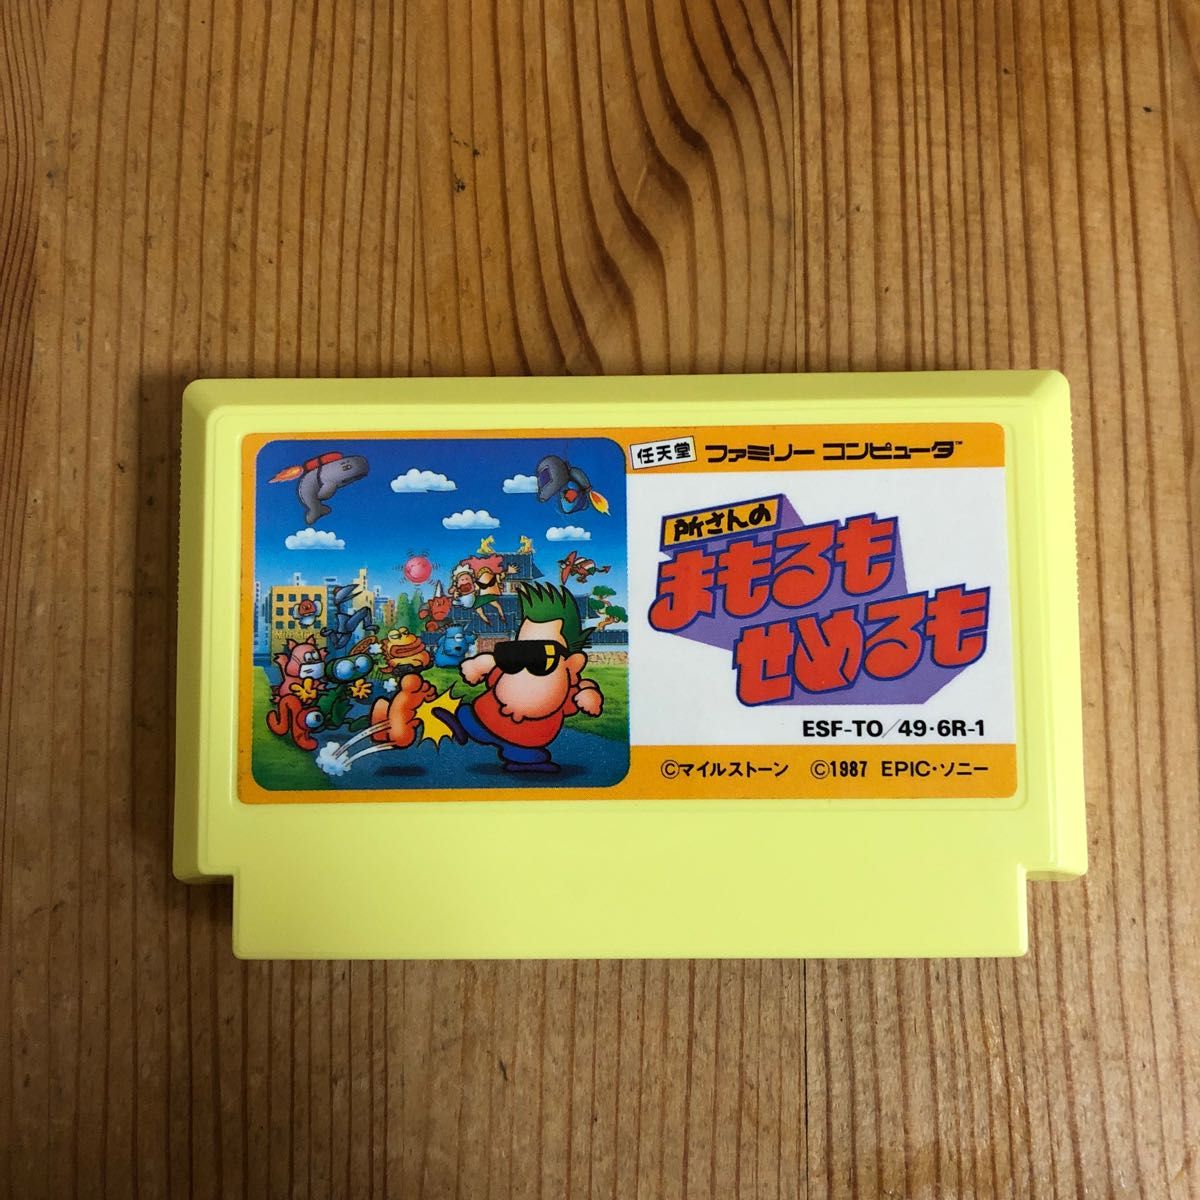 任天堂 ファミリー コンピュータ™
所さんの
まもるも
せめるも
ESF-TO/49・6R-1
©マイルストーン ©1987 EPIC・ソニー